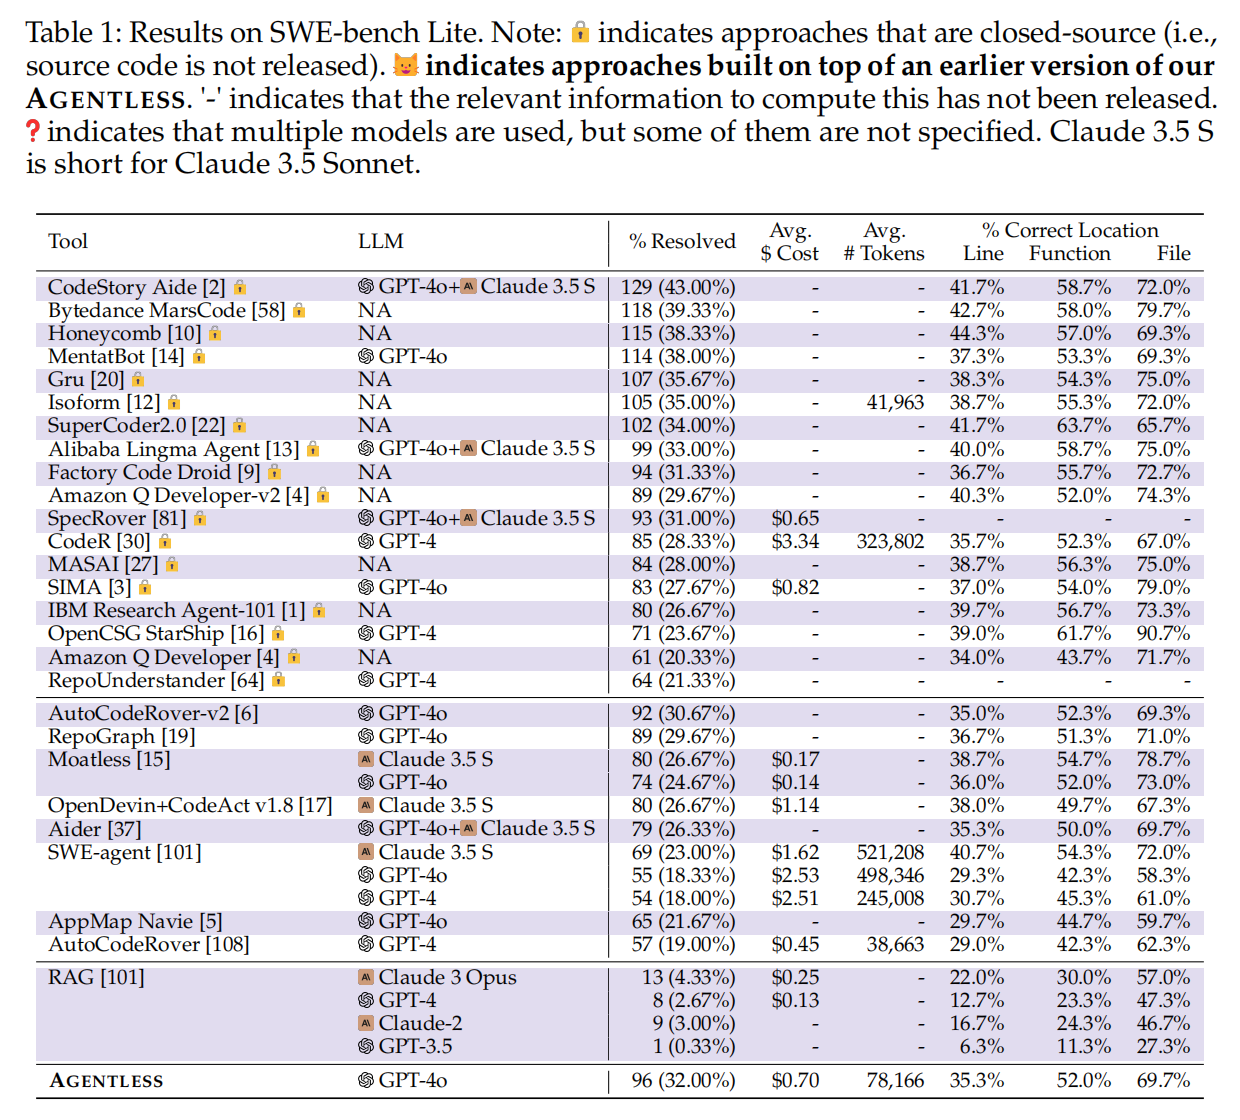 Table 1: Results on SWE-bench Lite. Note: 🔒 indicates approaches that are closed-source (i.e.,
source code is not released). 😺 indicates approaches built on top of an earlier version of our
AGENTLESS. '-' indicates that the relevant information to compute this has not been released.
❓ indicates that multiple models are used, but some of them are not specified. Claude 3.5 S
is short for Claude 3.5 Sonnet.
Tool LLM % Resolved Avg. $ Cost Avg. # Tokens % Correct Location Line Function File
CodeStory Aide [2] 🔒 GPT-4o+ Claude 3.5 S 129 (43.00%) - - 41.7% 58.7% 72.0%
Bytedance MarsCode [58] 🔒 NA 118 (39.33%) - - 42.7% 58.0% 79.7%
Honeycomb [10] 🔒 NA 115 (38.33%) - - 44.3% 57.0% 69.3%
MentatBot [14] 🔒 GPT-4o 114 (38.00%) - - 37.3% 53.3% 69.3%
Gru [20] 🔒 NA 107 (35.67%) - - 38.3% 54.3% 75.0%
Isoform [12] 🔒 NA 105 (35.00%) - 41,963 38.7% 55.3% 72.0%
SuperCoder2.0 [22] 🔒 NA 102 (34.00%) - - 41.7% 63.7% 65.7%
Alibaba Lingma Agent [13] 🔒 GPT-4o+ Claude 3.5 S 99 (33.00%) - - 40.0% 58.7% 75.0%
Factory Code Droid [9] 🔒 NA 94 (31.33%) - - 36.7% 55.7% 72.7%
Amazon Q Developer-v2 [4] 🔒 NA 89 (29.67%) - - 40.3% 52.0% 74.3%
SpecRover [81] 🔒 GPT-4o+ Claude 3.5 S 93 (31.00%) $0.65 - - - -
CodeR [30] 🔒 GPT-4 85 (28.33%) $3.34 323,802 35.7% 52.3% 67.0%
MASAI [27] 🔒 NA 84 (28.00%) - - 38.7% 56.3% 75.0%
SIMA [3] 🔒 GPT-4o 83 (27.67%) $0.82 - 37.0% 54.0% 79.0%
IBM Research Agent-101 [1] 🔒 NA 80 (26.67%) - - 39.7% 56.7% 73.3%
OpenCSG StarShip [16] 🔒 GPT-4 71 (23.67%) - - 39.0% 61.7% 90.7%
Amazon Q Developer [4] 🔒 NA 61 (20.33%) - - 34.0% 43.7% 71.7%
RepoUnderstander [64] 🔒 GPT-4 64 (21.33%) - - - - -
AutoCodeRover-v2 [6] GPT-4o 92 (30.67%) - - 35.0% 52.3% 69.3%
RepoGraph [19] GPT-4o 89 (29.67%) - - 36.7% 51.3% 71.0%
Moatless [15] Claude 3.5 S 80 (26.67%) $0.17 - 38.7% 54.7% 78.7%
GPT-4o 74 (24.67%) $0.14 - 36.0% 52.0% 73.0%
OpenDevin+CodeAct v1.8 [17] Claude 3.5 S 80 (26.67%) $1.14 - 38.0% 49.7% 67.3%
Aider [37] GPT-4o+ Claude 3.5 S 79 (26.33%) - - 35.3% 50.0% 69.7%
SWE-agent [101] Claude 3.5 S 69 (23.00%) $1.62 521,208 40.7% 54.3% 72.0%
GPT-4o 55 (18.33%) $2.53 498,346 29.3% 42.3% 58.3%
GPT-4 54 (18.00%) $2.51 245,008 30.7% 45.3% 61.0%
AppMap Navie [5] GPT-4o 65 (21.67%) - - 29.7% 44.7% 59.7%
AutoCodeRover [108] GPT-4 57 (19.00%) $0.45 38,663 29.0% 42.3% 62.3%
RAG [101] Claude 3 Opus 13 (4.33%) $0.25 - 22.0% 30.0% 57.0%
GPT-4 8 (2.67%) $0.13 - 12.7% 23.3% 47.3%
Claude-2 9 (3.00%) - - 16.7% 24.3% 46.7%
GPT-3.5 1 (0.33%) - - 6.3% 11.3% 27.3%
AGENTLESS GPT-4o 96 (32.00%) $0.70 78,166 35.3% 52.0% 69.7%